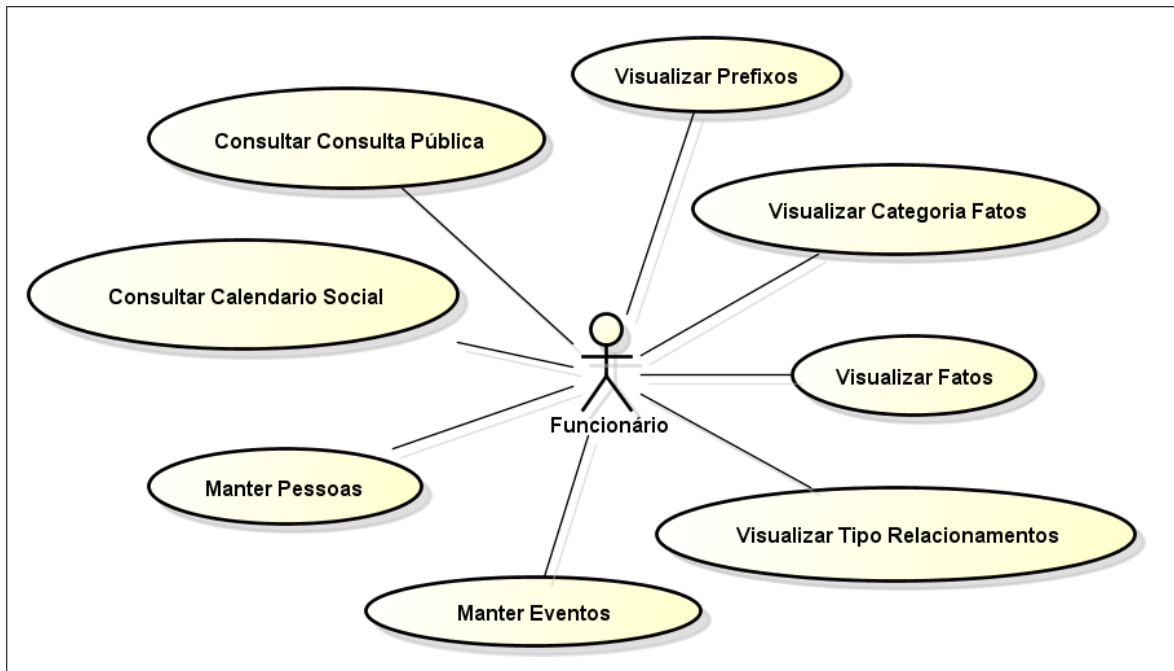 Visualizar Prefixos
Consultar Consulta Pública
Visualizar Categoria Fatos
Consultar Calendario Social
Visualizar Fatos
Funcionário
Manter Pessoas
Visualizar Tipo Relacionamentos
Manter Eventos